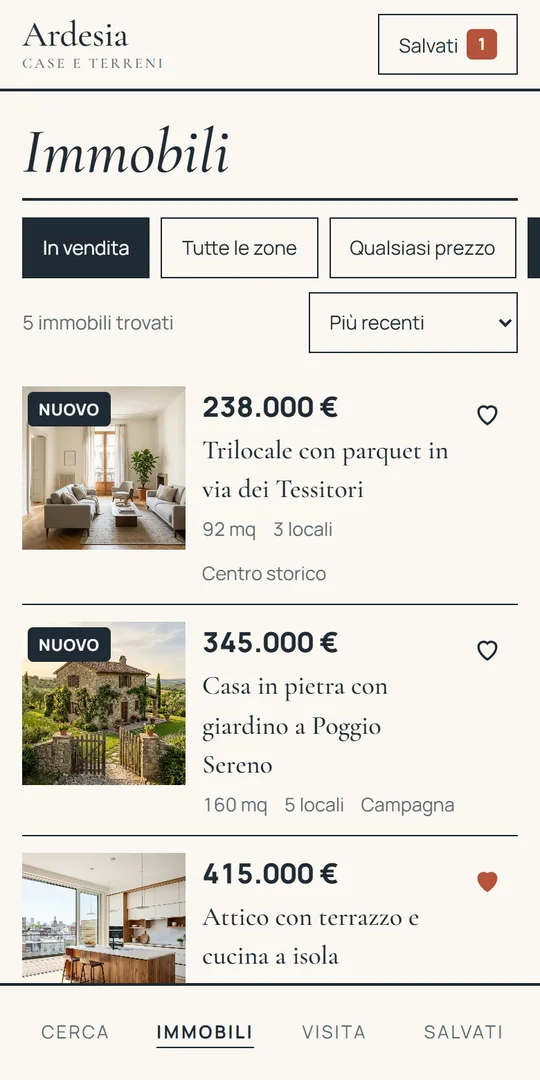 Ardesia
CASE E TERRENI
Salvati 1
Immobili
In vendita
Tutte le zone
Qualsiasi prezzo
5 immobili trovati
Più recenti
NUOVO
238.000 €
Trilocale con parquet in
via dei Tessitori
92 mq 3 locali
Centro storico
NUOVO
345.000 €
Casa in pietra con
giardino a Poggio
Sereno
160 mq 5 locali Campagna
415.000 €
Attico con terrazzo e
cucina a isola
CERCA IMMOBILI VISITA SALVATI